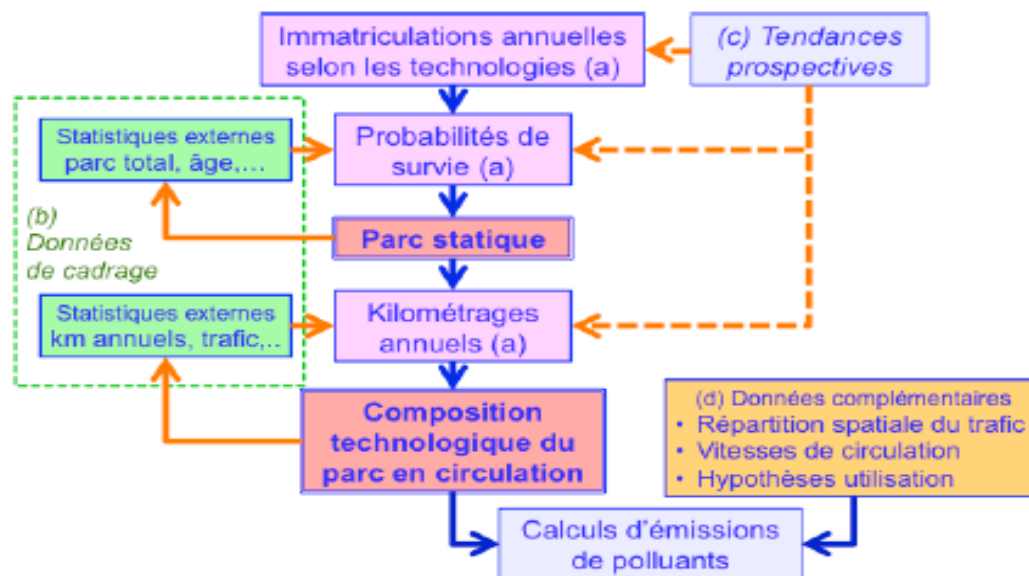 Immatriculations annuelles
selon les technologies (a)
(c) Tendances
prospectives
Statistiques externes
parc total, âge,...
Probabilités de
survie (a)
(b)
Données
de cadrage
Parc statique
Statistiques externes
km annuels, trafic,..
Kilométrages
annuels (a)
Composition
technologique du
parc en circulation
(d) Données complémentaires
• Répartition spatiale du trafic
• Vitesses de circulation
• Hypothèses utilisation
Calculs d'émissions
de polluants